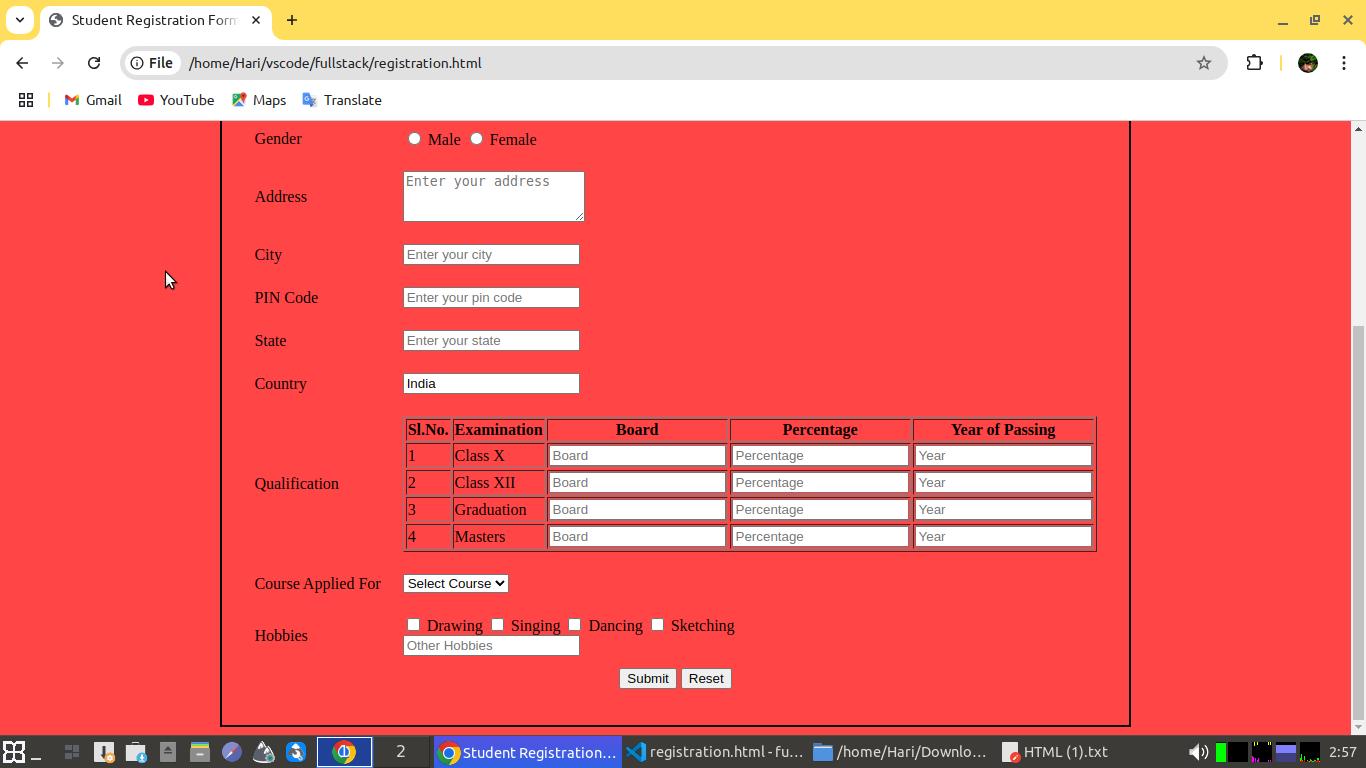 Student Registration Form
File /home/Hari/vscode/fullstack/registration.html
Gmail YouTube Maps Translate
Gender Male Female
Address Enter your address
City Enter your city
PIN Code Enter your pin code
State Enter your state
Country India
Qualification
Sl.No. Examination Board Percentage Year of Passing
1 Class X Board Percentage Year
2 Class XII Board Percentage Year
3 Graduation Board Percentage Year
4 Masters Board Percentage Year
Course Applied For Select Course
Hobbies Drawing Singing Dancing Sketching
Other Hobbies
Submit Reset
2 Student Registration... registration.html - fu... /home/Hari/Downlo... HTML (1).txt 2:57